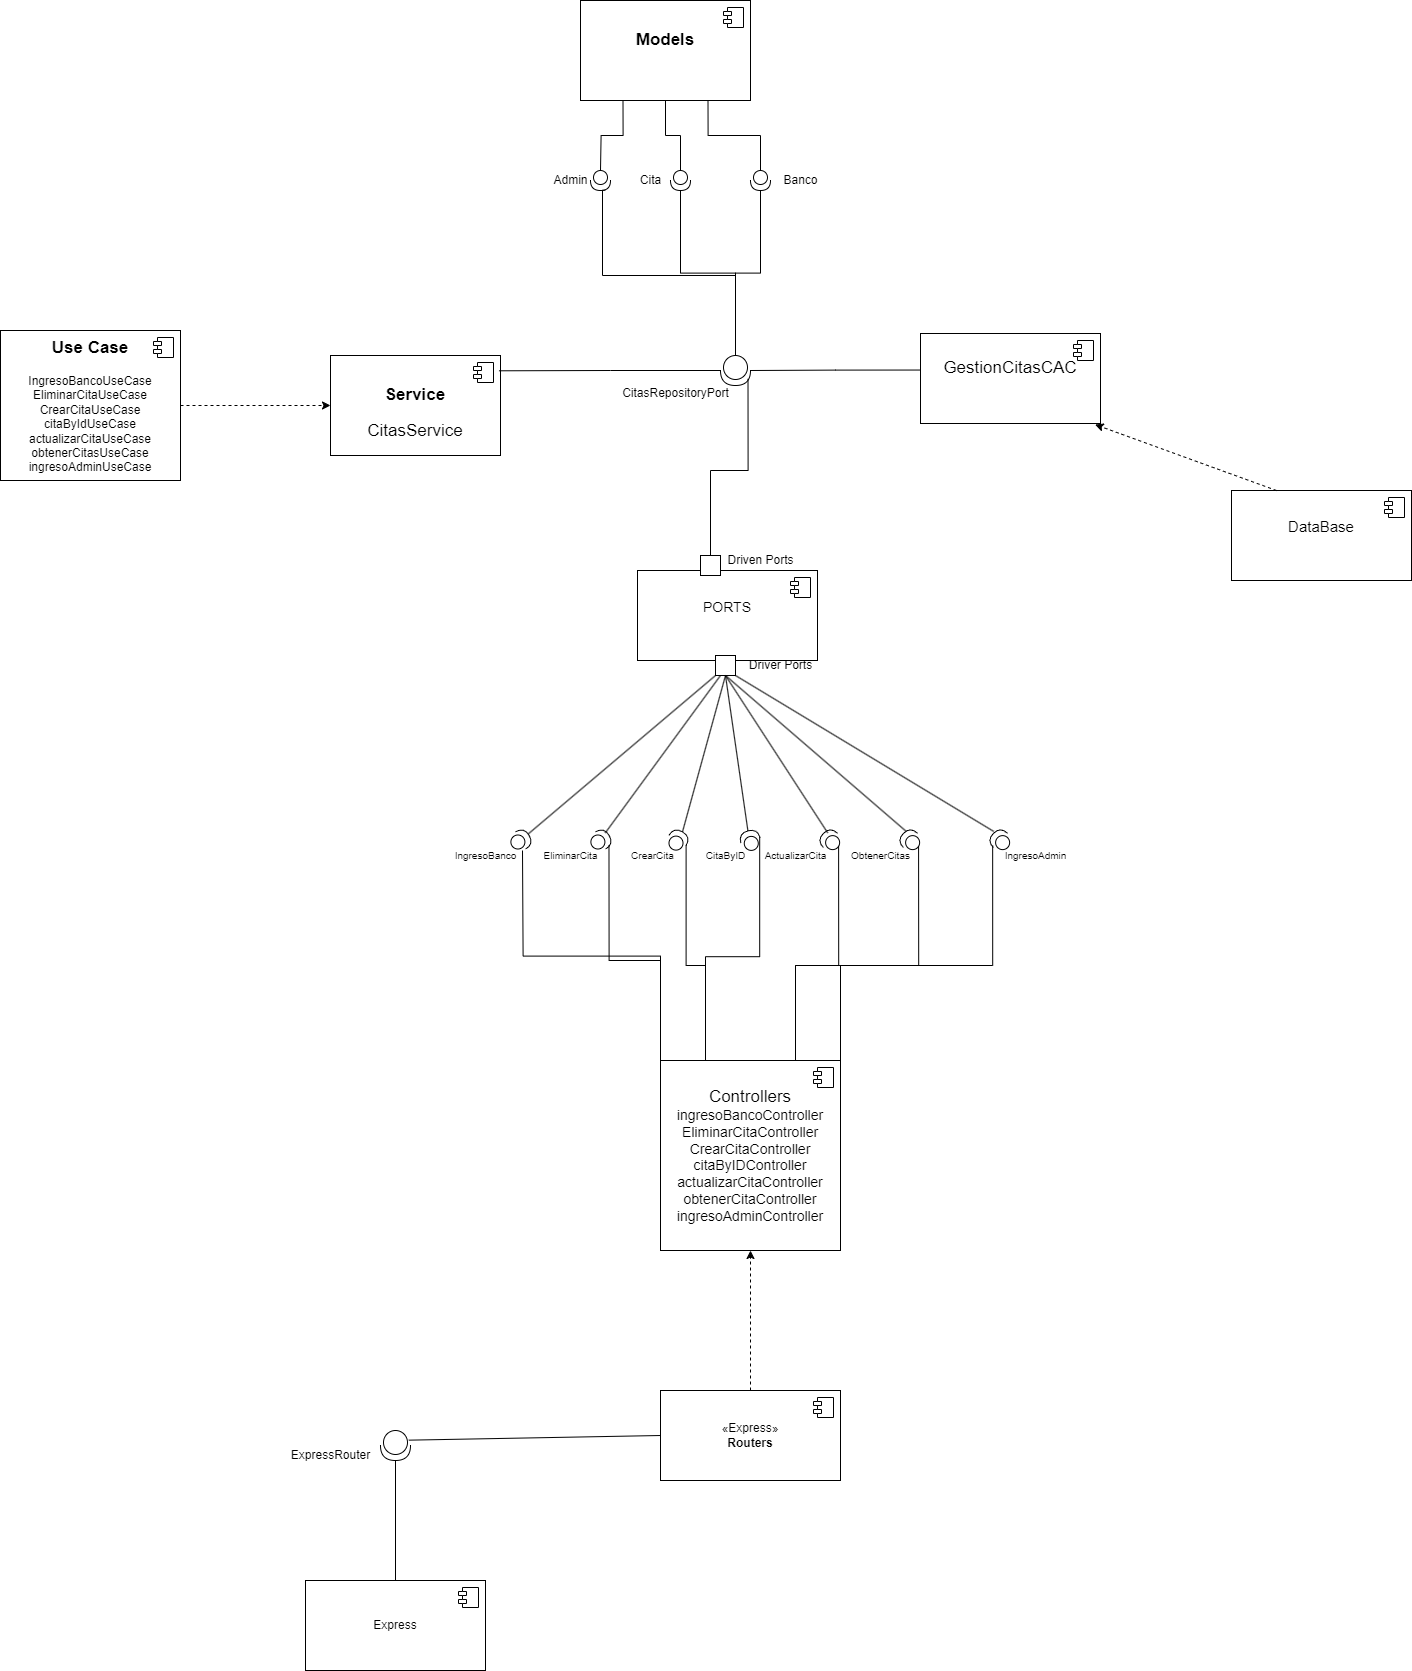 Models
Admin
Cita
Banco
Use Case
IngresoBancoUseCase
EliminarCitaUseCase
CrearCitaUseCase
citaByIdUseCase
actualizarCitaUseCase
obtenerCitasUseCase
ingresoAdminUseCase
Service
CitasService
CitasRepositoryPort
GestionCitasCAC
DataBase
Driven Ports
PORTS
Driver Ports
IngresoBanco
EliminarCita
CrearCita
CitaByID
ActualizarCita
ObtenerCitas
IngresoAdmin
Controllers
ingresoBancoController
EliminarCitaController
CrearCitaController
citaByIDController
actualizarCitaController
obtenerCitaController
ingresoAdminController
«Express»
Routers
ExpressRouter
Express